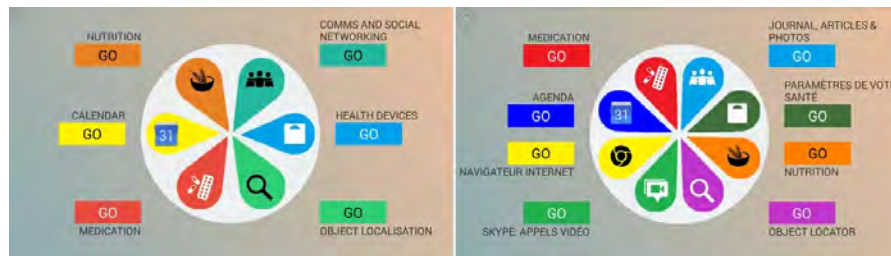 NUTRITION
GO
COMMS AND SOCIAL
NETWORKING
GO
CALENDAR
GO
31
HEALTH DEVICES
GO
GO
MEDICATION
GO
OBJECT LOCALISATION
MEDICATION
GO
JOURNAL, ARTICLES &
PHOTOS
GO
AGENDA
GO
31
PARAMÈTRES DE VOT
SANTÉ
GO
GO
NAVIGATEUR INTERNET
GO
NUTRITION
GO
SKYPE: APPELS VIDÉO
GO
OBJECT LOCATOR